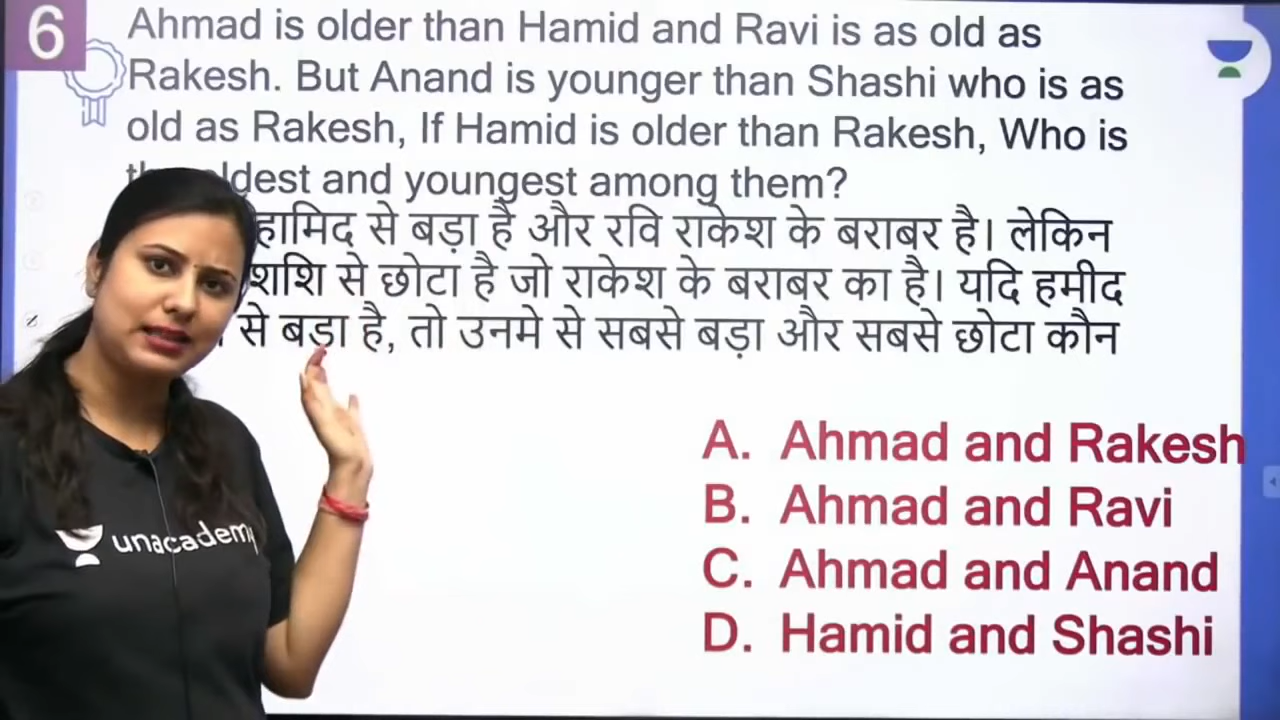 6
Ahmad is older than Hamid and Ravi is as old as
Rakesh. But Anand is younger than Shashi who is as
old as Rakesh, If Hamid is older than Rakesh, Who is
and youngest among them?
हामिद से बड़ा है और रवि राकेश के बराबर है। लेकिन
शशि से छोटा है जो राकेश के बराबर का है। यदि हमीद
से बड़ा है, तो उनमे से सबसे बड़ा और सबसे छोटा कौन
A. Ahmad and Rakesh
B. Ahmad and Ravi
C. Ahmad and Anand
D. Hamid and Shashi
unacademy